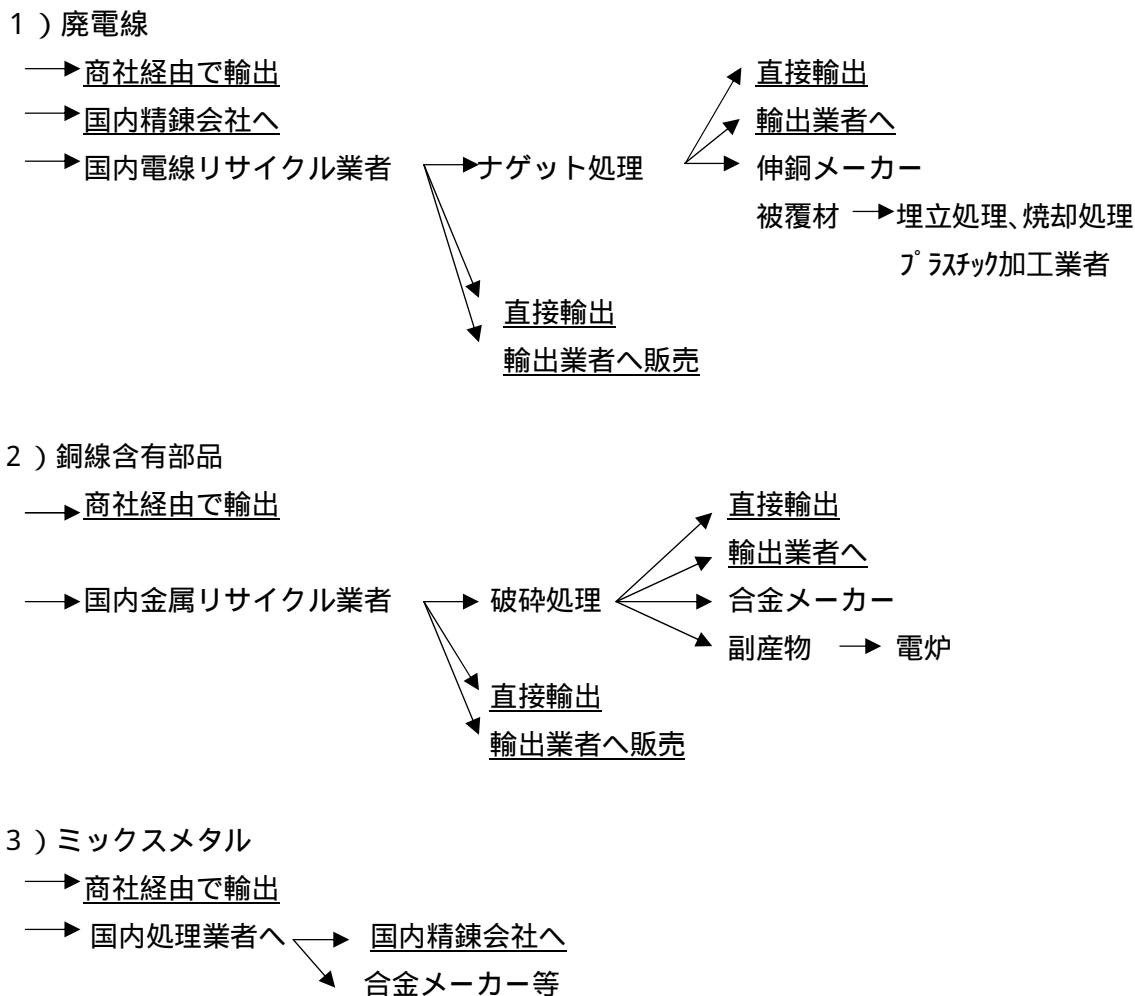 1）廃電線
商社経由で輸出
国内精錬会社へ
国内電線リサイクル業者
ナゲット処理
直接輸出
輸出業者へ
伸銅メーカー
被覆材
埋立処理、焼却処理
ﾌﾟﾗｽﾁｯｸ加工業者
直接輸出
輸出業者へ販売
2）銅線含有部品
商社経由で輸出
国内金属リサイクル業者
破砕処理
直接輸出
輸出業者へ
合金メーカー
副産物
電炉
直接輸出
輸出業者へ販売
3）ミックスメタル
商社経由で輸出
国内処理業者へ
国内精錬会社へ
合金メーカー等